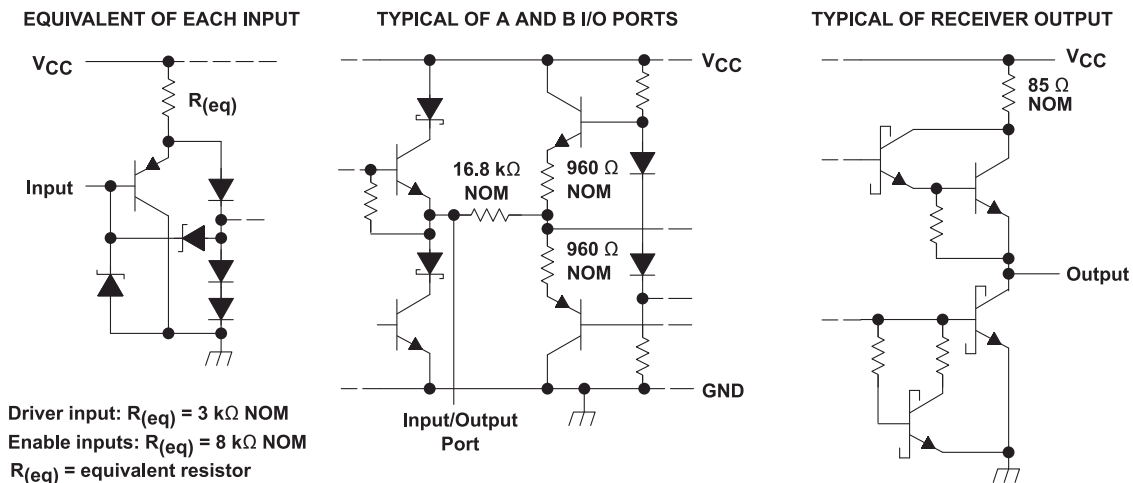 EQUIVALENT OF EACH INPUT
VCC
R(eq)
Input
Driver input: R(eq) = 3 kΩ NOM
Enable inputs: R(eq) = 8 kΩ NOM
R(eq) = equivalent resistor
TYPICAL OF A AND B I/O PORTS
VCC
16.8 kΩ
NOM
960 Ω
NOM
960 Ω
NOM
GND
Input/Output
Port
TYPICAL OF RECEIVER OUTPUT
VCC
85 Ω
NOM
Output